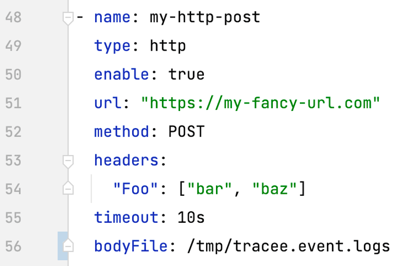 48 - name: my-http-post
49 type: http
50 enable: true
51 url: "https://my-fancy-url.com"
52 method: POST
53 headers:
54 "Foo": ["bar", "baz"]
55 timeout: 10s
56 bodyFile: /tmp/tracee.event.logs